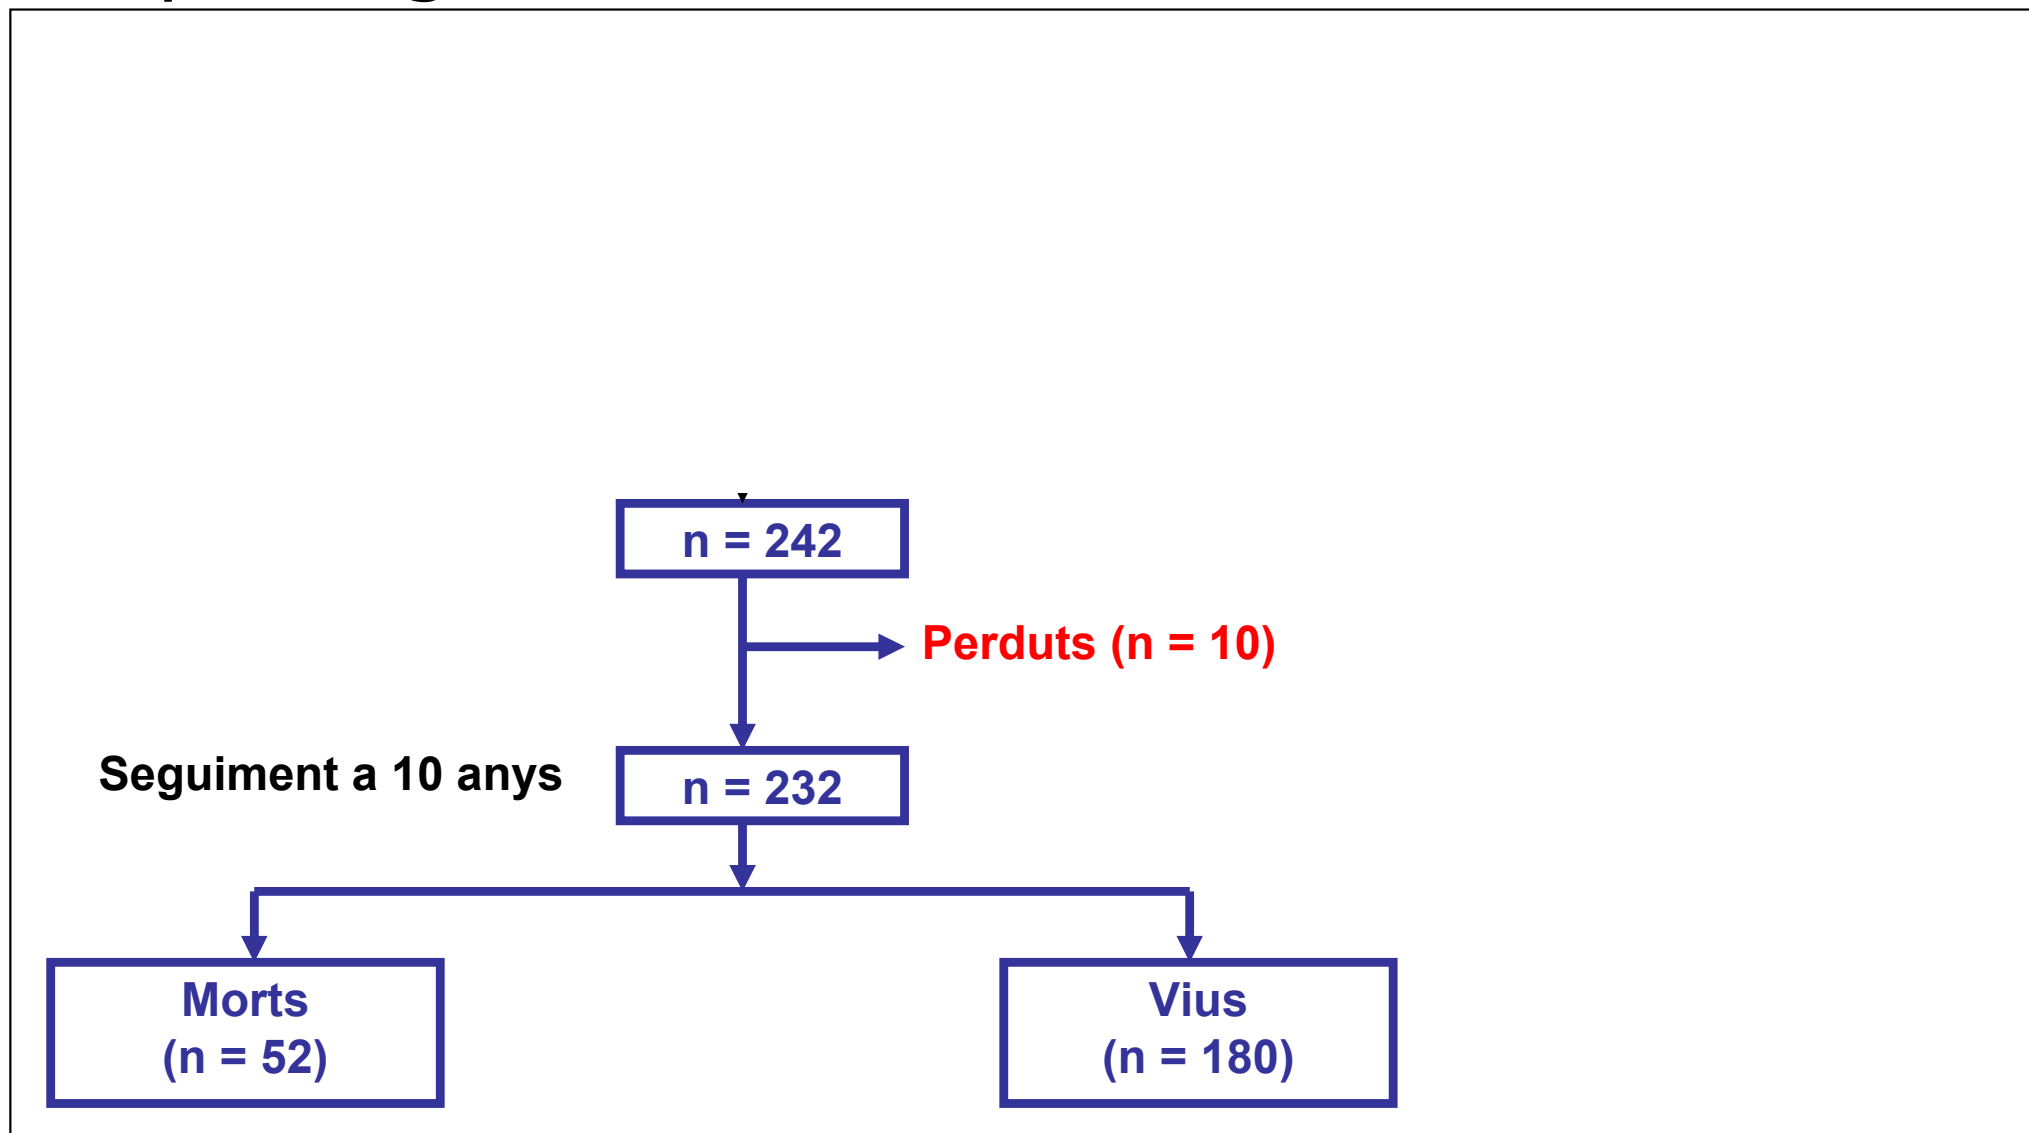 n = 242
Perduts (n = 10)
Seguiment a 10 anys
n = 232
Morts
(n = 52)
Vius
(n = 180)